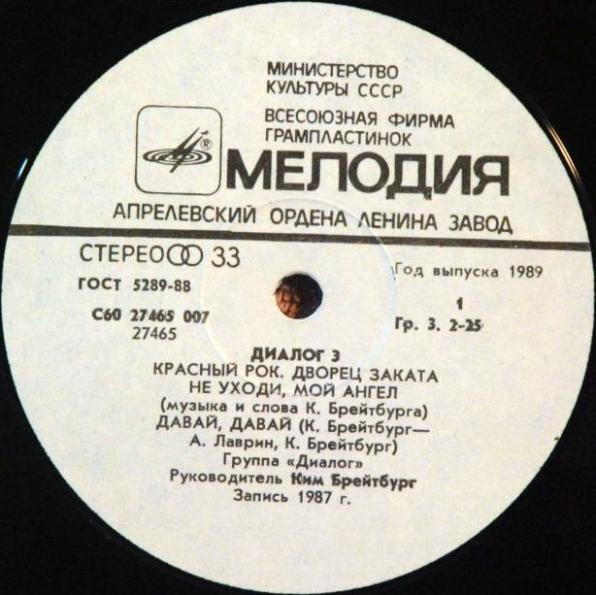 МИНИСТЕРСТВО
КУЛЬТУРЫ СССР
ВСЕСОЮЗНАЯ ФИРМА
ГРАМПЛАСТИНОК
®
МЕЛОДИЯ
АПРЕЛЕВСКИЙ ОРДЕНА ЛЕНИНА ЗАВОД
СТЕРЕО 33
ГОСТ 5289-88
Год выпуска 1989
С60 27465 007
27465
1
Гр. 3. 2-25
ДИАЛОГ 3
КРАСНЫЙ РОК. ДВОРЕЦ ЗАКАТА
НЕ УХОДИ, МОЙ АНГЕЛ
(музыка и слова К. Брейтбурга)
ДАВАЙ, ДАВАЙ (К. Брейтбург—
А. Лаврин, К. Брейтбург)
Группа «Диалог»
Руководитель Ким Брейтбург
Запись 1987 г.